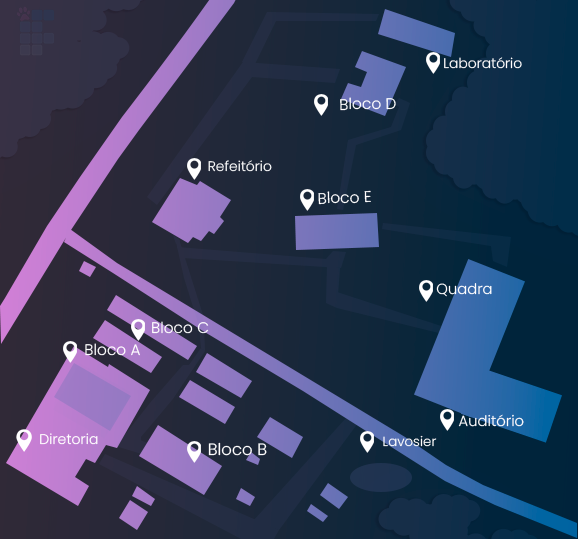 Laboratório
Bloco D
Refeitório
Bloco E
Quadra
Bloco C
Bloco A
Auditório
Diretoria
Lavosier
Bloco B